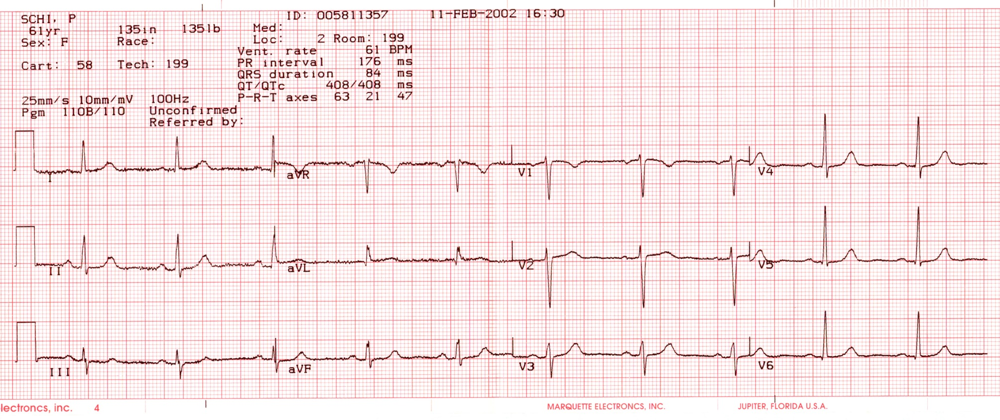 SCHI, P ID: 005811357 11-FEB-2002 16:30
61yr 135in 135lb Med:
Sex: F Race: Loc: 2 Room: 199
Vent. rate 61 BPM
Cart: 58 Tech: 199 PR interval 176 ms
QRS duration 84 ms
QT/QTc 408/408 ms
25mm/s 10mm/mV 100Hz P-R-T axes 63 21 47
Pgm 110B/110 Unconfirmed
Referred by:
I aVR V1 V4
II aVL V2 V5
III aVF V3 V6
lectroncs, inc. 4 MARQUETTE ELECTRONCS, INC. JUPITER, FLORIDA U.S.A.